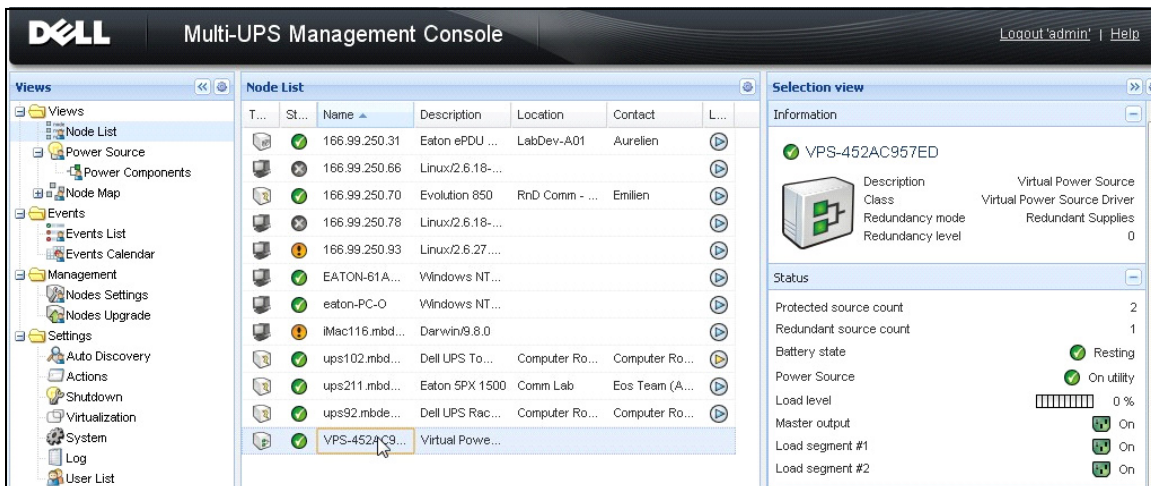 DELL Multi-UPS Management Console Logout 'admin' | Help
Views
Views
Node List
Power Source
Power Components
Node Map
Events
Events List
Events Calendar
Management
Nodes Settings
Nodes Upgrade
Settings
Auto Discovery
Actions
Shutdown
Virtualization
System
Log
User List
Node List
T... St... Name Description Location Contact L...
166.99.250.31 Eaton ePDU ... LabDev-A01 Aurelien
166.99.250.66 Linux/2.6.18-...
166.99.250.70 Evolution 850 RnD Comm - ... Emilien
166.99.250.78 Linux/2.6.18-...
166.99.250.93 Linux/2.6.27....
EATON-61A... Windows NT...
eaton-PC-O Windows NT...
iMac116.mbd... Darwin/9.8.0
ups102.mbd... Dell UPS To... Computer Ro... Computer Ro...
ups211.mbd... Eaton 5PX 1500 Comm Lab Eos Team (A...
ups92.mbde... Dell UPS Rac... Computer Ro... Computer Ro...
VPS-452AC9... Virtual Powe...
Selection view
Information
VPS-452AC957ED
Description Virtual Power Source
Class Virtual Power Source Driver
Redundancy mode Redundant Supplies
Redundancy level 0
Status
Protected source count 2
Redundant source count 1
Battery state Resting
Power Source On utility
Load level 0 %
Master output On
Load segment #1 On
Load segment #2 On